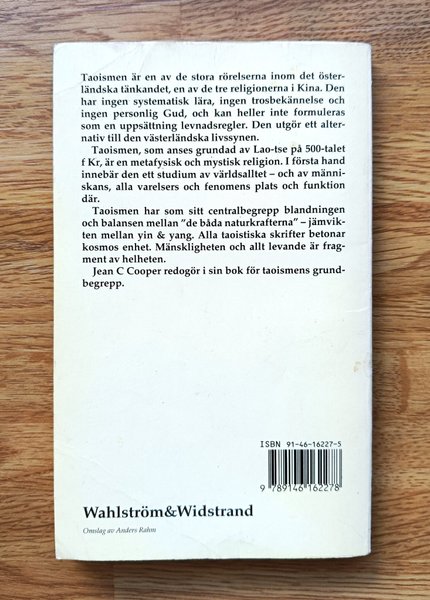 Taoismen är en av de stora rörelserna inom det öster-
ländska tänkandet, en av de tre religionerna i Kina. Den
har ingen systematisk lära, ingen trosbekännelse och
ingen personlig Gud, och kan heller inte formuleras
som en uppsättning levnadsregler. Den utgör ett alter-
nativ till den västerländska livssynen.
Taoismen, som anses grundad av Lao-tse på 500-talet
f Kr, är en metafysisk och mystisk religion. I första hand
innebär den ett studium av världsalltet – och av männi-
skans, alla varelsers och fenomens plats och funktion
där.
Taoismen har som sitt centralbegrepp blandningen
och balansen mellan "de båda naturkrafterna" – jämvik-
ten mellan yin & yang. Alla taoistiska skrifter betonar
kosmos enhet. Mänskligheten och allt levande är frag-
ment av helheten.
Jean C Cooper redogör i sin bok för taoismens grund-
begrepp.
ISBN 91-46-16227-5
9 789146 162278
Wahlström&Widstrand
Omslag av Anders Rahm